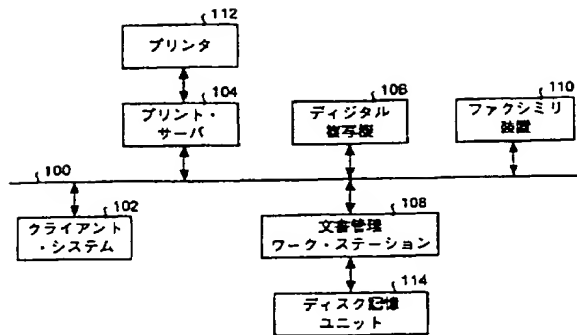 112
プリンタ
104
プリント・
サーバ
106
ディジタル
複写機
110
ファクシミリ
装置
100
102
クライアント
・システム
108
文書管理
ワーク・ステーション
114
ディスク記憶
ユニット